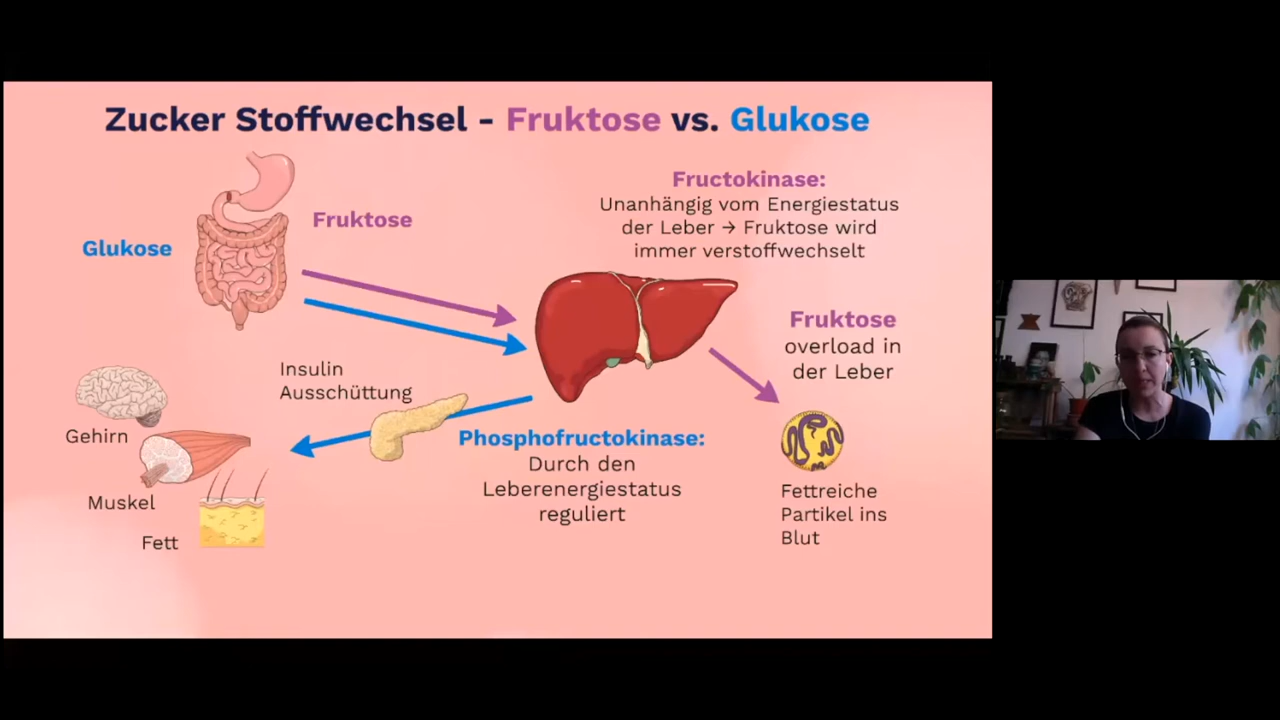 Zucker Stoffwechsel - Fruktose vs. Glukose
Fruktose
Glukose
Fructokinase:
Unanhängig vom Energiestatus
der Leber → Fruktose wird
immer verstoffwechselt
Fruktose
overload in
der Leber
Insulin
Ausschüttung
Gehirn
Muskel
Fett
Phosphofructokinase:
Durch den
Leberenergiestatus
reguliert
Fettreiche
Partikel ins
Blut